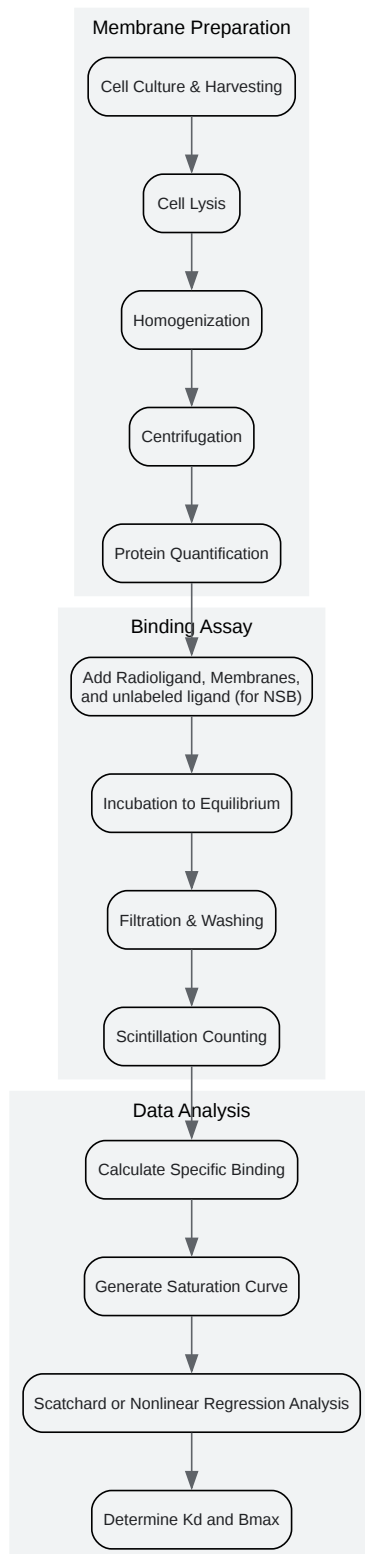 Membrane Preparation
Cell Culture & Harvesting
Cell Lysis
Homogenization
Centrifugation
Protein Quantification
Binding Assay
Add Radioligand, Membranes,
and unlabeled ligand (for NSB)
Incubation to Equilibrium
Filtration & Washing
Scintillation Counting
Data Analysis
Calculate Specific Binding
Generate Saturation Curve
Scatchard or Nonlinear Regression Analysis
Determine Kd and Bmax